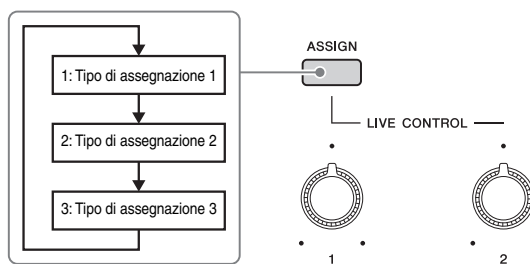 1: Tipo di assegnazione 1
2: Tipo di assegnazione 2
3: Tipo di assegnazione 3
ASSIGN
LIVE CONTROL
1
2